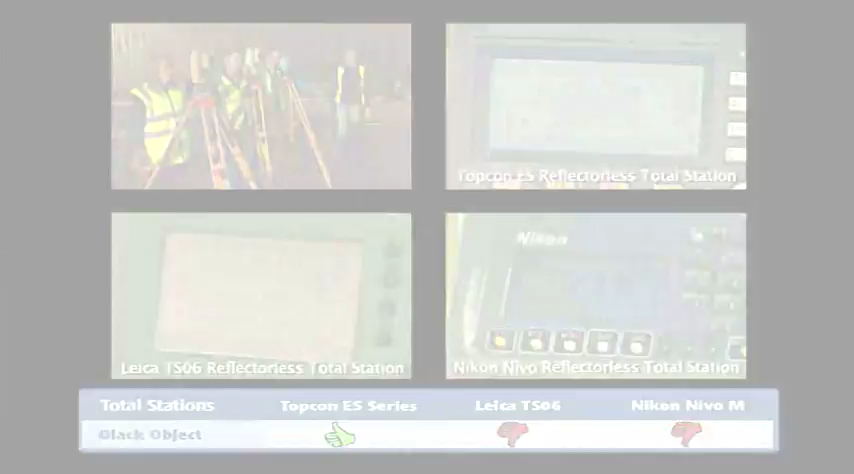 Topcon ES Reflectorless Total Station
Nikon
Leica TS06 Reflectorless Total Station
Nikon Nivo Reflectorless Total Station
Total Stations Topcon ES Series Leica TS06 Nikon Nivo M
Black Object